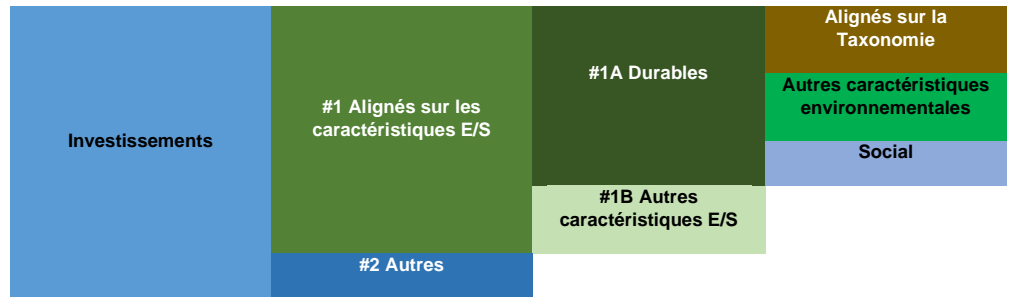 Investissements
#1 Alignés sur les
caractéristiques E/S
#2 Autres
#1A Durables
#1B Autres
caractéristiques E/S
Alignés sur la
Taxonomie
Autres caractéristiques
environnementales
Social